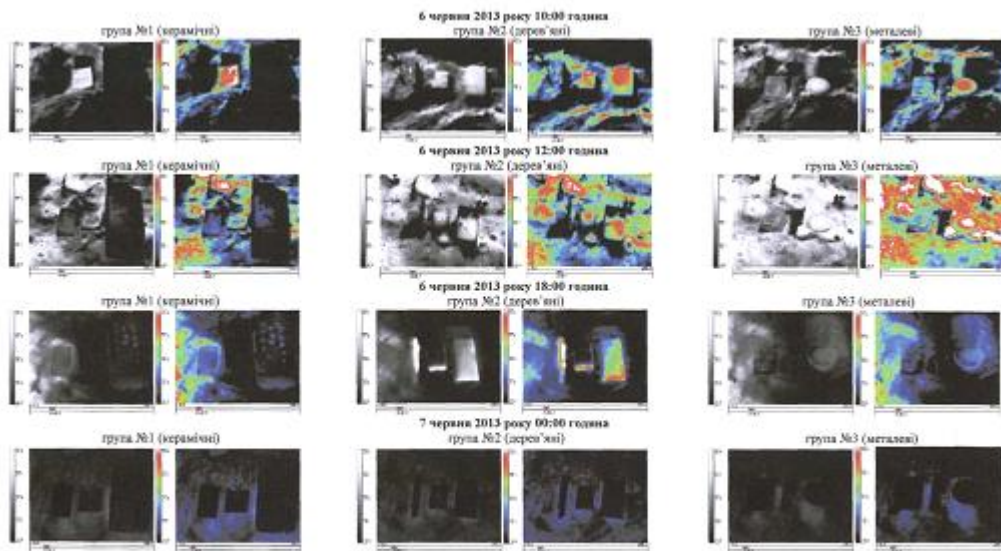 6 червня 2013 року 10:00 година
група №1 (керамічні) група №2 (дерев’яні) група №3 (металеві)
6 червня 2013 року 12:00 година
група №1 (керамічні) група №2 (дерев’яні) група №3 (металеві)
6 червня 2013 року 18:00 година
група №1 (керамічні) група №2 (дерев’яні) група №3 (металеві)
7 червня 2013 року 00:00 година
група №1 (керамічні) група №2 (дерев’яні) група №3 (металеві)